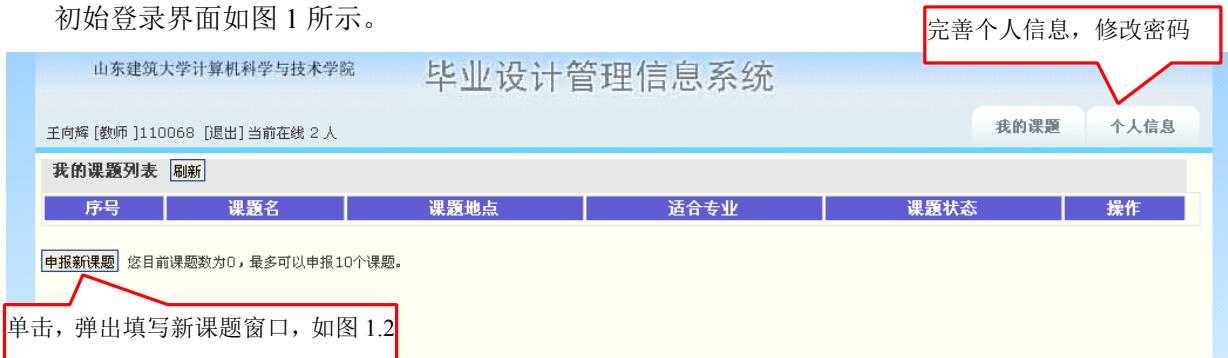 初始登录界面如图 1 所示。
完善个人信息，修改密码
山东建筑大学计算机科学与技术学院 毕业设计管理信息系统
王向辉 [教师 ]110068 [退出] 当前在线 2 人 我的课题 个人信息
我的课题列表 刷新
序号 课题名 课题地点 适合专业 课题状态 操作
申报新课题 您目前课题数为0，最多可以申报10个课题。
单击，弹出填写新课题窗口，如图 1.2